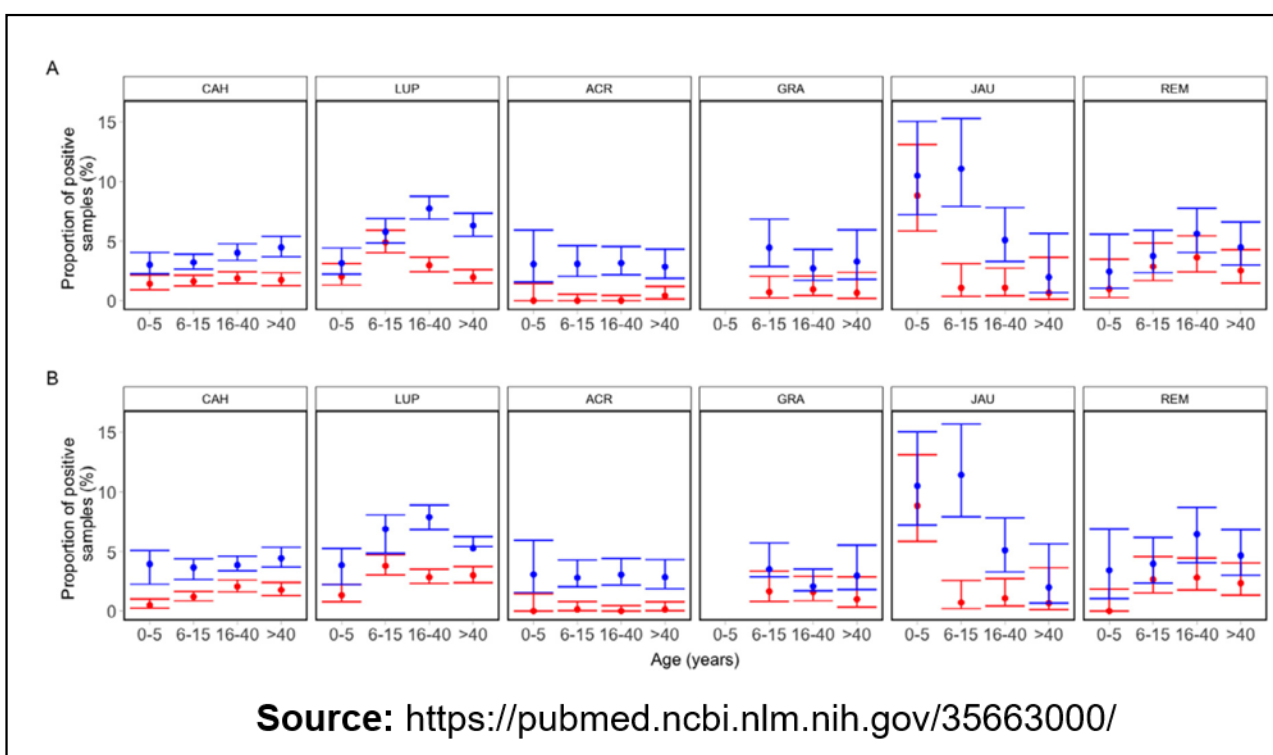 A
CAH LUP ACR GRA JAU REM
Proportion of positive
samples (%)
15
10
5
0
0-5 6-15 16-40 >40 0-5 6-15 16-40 >40 0-5 6-15 16-40 >40 0-5 6-15 16-40 >40 0-5 6-15 16-40 >40 0-5 6-15 16-40 >40
B
CAH LUP ACR GRA JAU REM
Proportion of positive
samples (%)
15
10
5
0
0-5 6-15 16-40 >40 0-5 6-15 16-40 >40 0-5 6-15 16-40 >40 0-5 6-15 16-40 >40 0-5 6-15 16-40 >40 0-5 6-15 16-40 >40
Age (years)
Source: https://pubmed.ncbi.nlm.nih.gov/35663000/